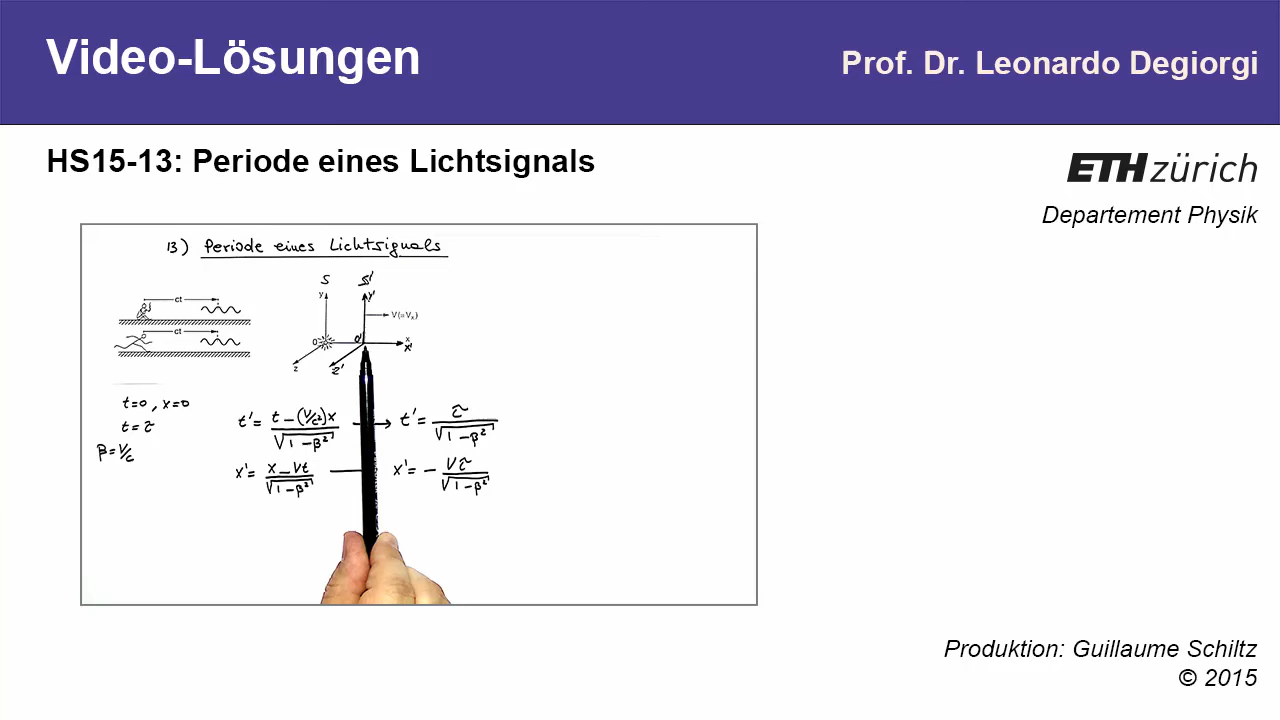 Video-Lösungen
Prof. Dr. Leonardo Degiorgi
HS15-13: Periode eines Lichtsignals
ETH zürich
Departement Physik
13) Periode eines Lichtsignals
S S'
y y'
V(=Vx)
ct
ct
O O' x
x'
z z'
t=0, x=0
t=τ
β=V/c
t' = (t-(V/c²)x)/√(1-β²) → t' = τ/√(1-β²)
x' = (x-Vt)/√(1-β²) x' = - Vτ/√(1-β²)
Produktion: Guillaume Schiltz
© 2015